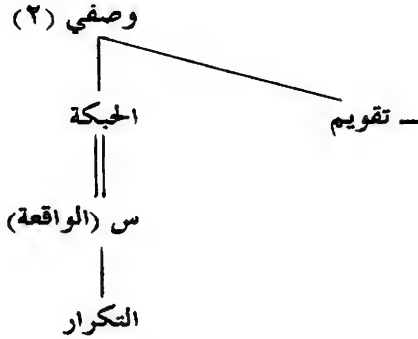 وصفي (٢)
الحبكة
ـ تقويم
س (الواقعة)
التكرار